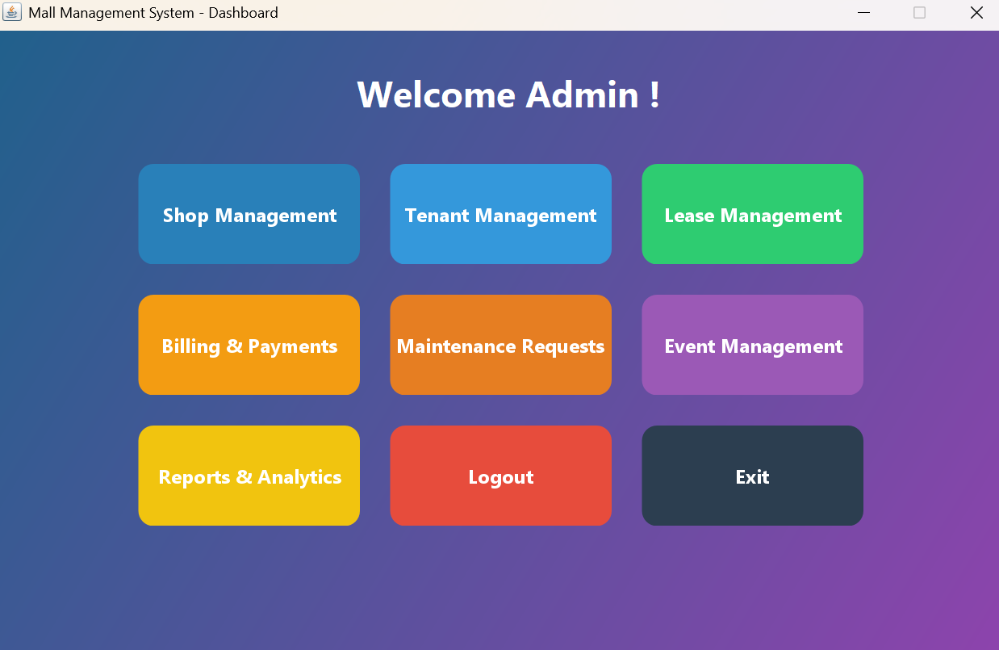 Mall Management System - Dashboard
Welcome Admin !
Shop Management
Tenant Management
Lease Management
Billing & Payments
Maintenance Requests
Event Management
Reports & Analytics
Logout
Exit